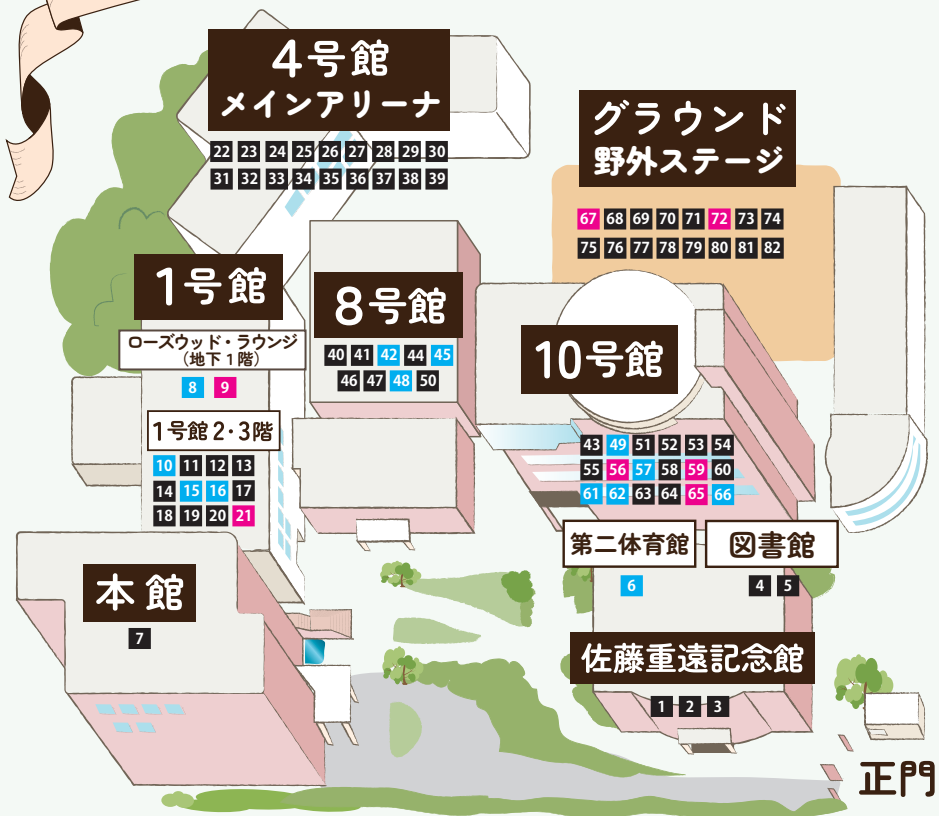 4号館
メインアリーナ
22 23 24 25 26 27 28 29 30
31 32 33 34 35 36 37 38 39
グラウンド
野外ステージ
67 68 69 70 71 72 73 74
75 76 77 78 79 80 81 82
1号館
ローズウッド・ラウンジ
(地下1階)
8 9
1号館2・3階
10 11 12 13
14 15 16 17
18 19 20 21
8号館
40 41 42 44 45
46 47 48 50
10号館
43 49 51 52 53 54
55 56 57 58 59 60
61 62 63 64 65 66
第二体育館
6
図書館
4 5
本館
7
佐藤重遠記念館
1 2 3
正門